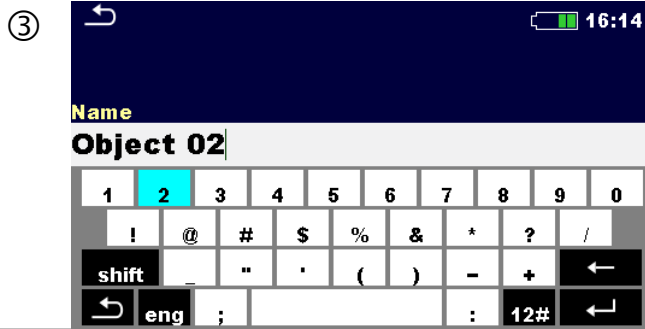 ③
16:14
Name
Object 02
1 2 3 4 5 6 7 8 9 0
! @ # $ % & * ? /
shift _ " ' ( ) - + ←
eng ; : 12#